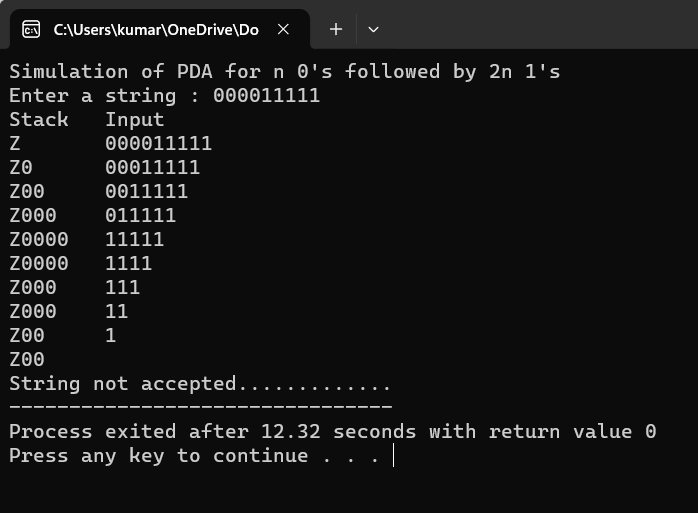 C:\Users\kumar\OneDrive\Do
Simulation of PDA for n 0's followed by 2n 1's
Enter a string : 000011111
Stack   Input
Z       000011111
Z0      00011111
Z00     0011111
Z000    011111
Z0000   11111
Z0000   1111
Z000    111
Z000    11
Z00     1
Z00
String not accepted.............
--------------------------------
Process exited after 12.32 seconds with return value 0
Press any key to continue . . .